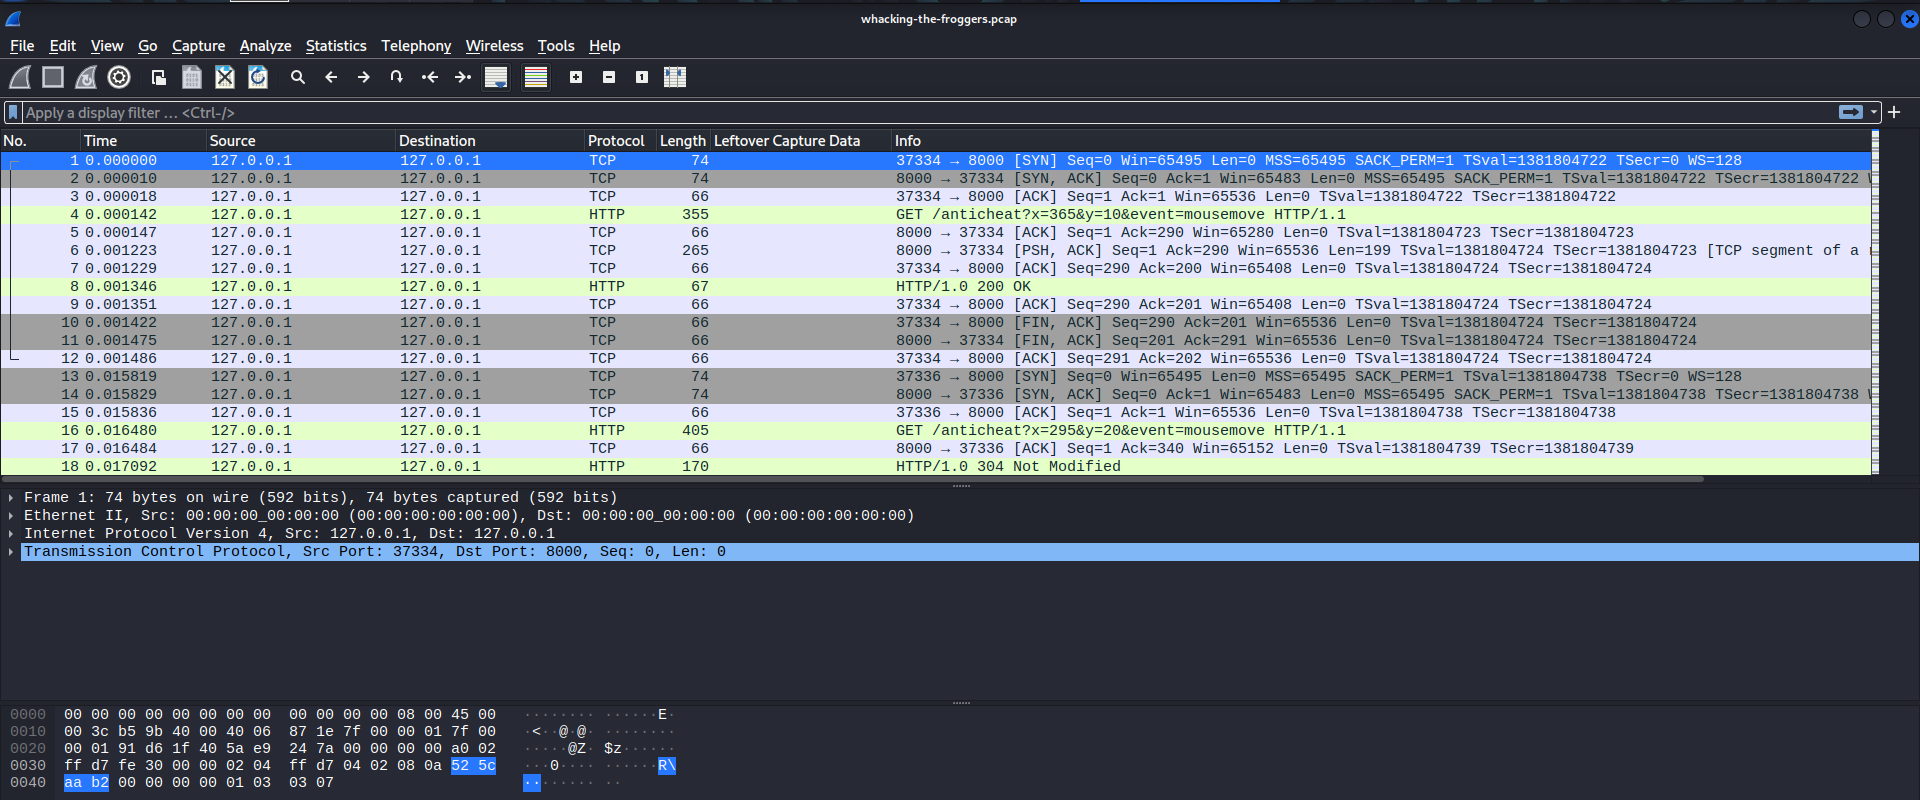 whacking-the-froggers.pcap
File Edit View Go Capture Analyze Statistics Telephony Wireless Tools Help
Apply a display filter … <Ctrl-/>
No. Time Source Destination Protocol Length Leftover Capture Data Info
1 0.000000 127.0.0.1 127.0.0.1 TCP 74 37334 → 8000 [SYN] Seq=0 Win=65495 Len=0 MSS=65495 SACK_PERM=1 TSval=1381804722 TSecr=0 WS=128
2 0.000010 127.0.0.1 127.0.0.1 TCP 74 8000 → 37334 [SYN, ACK] Seq=0 Ack=1 Win=65483 Len=0 MSS=65495 SACK_PERM=1 TSval=1381804722 TSecr=1381804722
3 0.000018 127.0.0.1 127.0.0.1 TCP 66 37334 → 8000 [ACK] Seq=1 Ack=1 Win=65536 Len=0 TSval=1381804722 TSecr=1381804722
4 0.000142 127.0.0.1 127.0.0.1 HTTP 355 GET /anticheat?x=365&y=10&event=mousemove HTTP/1.1
5 0.000147 127.0.0.1 127.0.0.1 TCP 66 8000 → 37334 [ACK] Seq=1 Ack=290 Win=65280 Len=0 TSval=1381804723 TSecr=1381804723
6 0.001223 127.0.0.1 127.0.0.1 TCP 265 8000 → 37334 [PSH, ACK] Seq=1 Ack=290 Win=65536 Len=199 TSval=1381804724 TSecr=1381804723 [TCP segment of a
7 0.001229 127.0.0.1 127.0.0.1 TCP 66 37334 → 8000 [ACK] Seq=290 Ack=200 Win=65408 Len=0 TSval=1381804724 TSecr=1381804724
8 0.001346 127.0.0.1 127.0.0.1 HTTP 67 HTTP/1.0 200 OK
9 0.001351 127.0.0.1 127.0.0.1 TCP 66 37334 → 8000 [ACK] Seq=290 Ack=201 Win=65408 Len=0 TSval=1381804724 TSecr=1381804724
10 0.001422 127.0.0.1 127.0.0.1 TCP 66 37334 → 8000 [FIN, ACK] Seq=290 Ack=201 Win=65536 Len=0 TSval=1381804724 TSecr=1381804724
11 0.001475 127.0.0.1 127.0.0.1 TCP 66 8000 → 37334 [FIN, ACK] Seq=201 Ack=291 Win=65536 Len=0 TSval=1381804724 TSecr=1381804724
12 0.001486 127.0.0.1 127.0.0.1 TCP 66 37334 → 8000 [ACK] Seq=291 Ack=202 Win=65536 Len=0 TSval=1381804724 TSecr=1381804724
13 0.015819 127.0.0.1 127.0.0.1 TCP 74 37336 → 8000 [SYN] Seq=0 Win=65495 Len=0 MSS=65495 SACK_PERM=1 TSval=1381804738 TSecr=0 WS=128
14 0.015829 127.0.0.1 127.0.0.1 TCP 74 8000 → 37336 [SYN, ACK] Seq=0 Ack=1 Win=65483 Len=0 MSS=65495 SACK_PERM=1 TSval=1381804738 TSecr=1381804738
15 0.015836 127.0.0.1 127.0.0.1 TCP 66 37336 → 8000 [ACK] Seq=1 Ack=1 Win=65536 Len=0 TSval=1381804738 TSecr=1381804738
16 0.016480 127.0.0.1 127.0.0.1 HTTP 405 GET /anticheat?x=295&y=20&event=mousemove HTTP/1.1
17 0.016484 127.0.0.1 127.0.0.1 TCP 66 8000 → 37336 [ACK] Seq=1 Ack=340 Win=65152 Len=0 TSval=1381804739 TSecr=1381804739
18 0.017092 127.0.0.1 127.0.0.1 HTTP 170 HTTP/1.0 304 Not Modified
Frame 1: 74 bytes on wire (592 bits), 74 bytes captured (592 bits)
Ethernet II, Src: 00:00:00_00:00:00 (00:00:00:00:00:00), Dst: 00:00:00_00:00:00 (00:00:00:00:00:00)
Internet Protocol Version 4, Src: 127.0.0.1, Dst: 127.0.0.1
Transmission Control Protocol, Src Port: 37334, Dst Port: 8000, Seq: 0, Len: 0
0000 00 00 00 00 00 00 00 00 00 00 00 00 08 00 45 00 ········ ······E·
0010 00 3c b5 9b 40 00 40 06 87 1e 7f 00 00 01 7f 00 ·<··@·@· ········
0020 00 01 91 d6 1f 40 5a e9 24 7a 00 00 00 00 a0 02 ·····@Z· $z······
0030 ff d7 fe 30 00 00 02 04 ff d7 04 02 08 0a 52 5c ···0···· ······R\
0040 aa b2 00 00 00 00 01 03 03 07 ········ ··